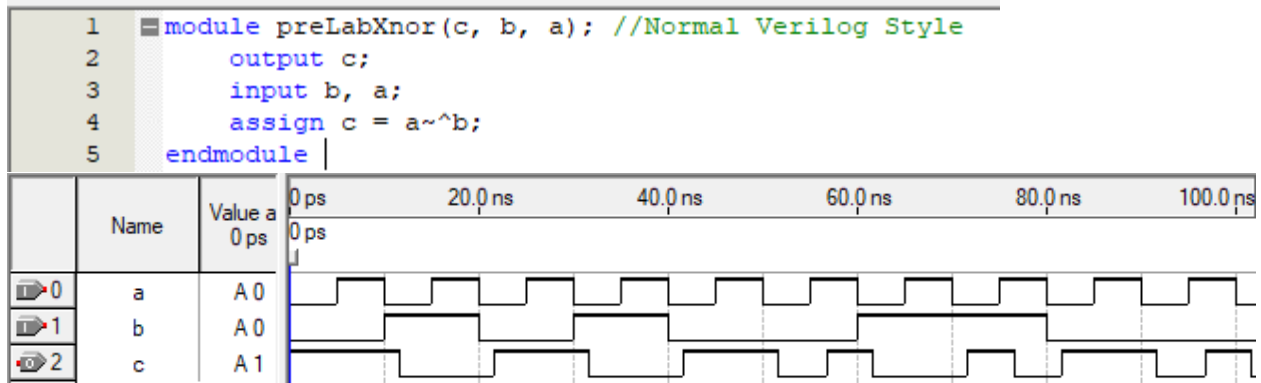 1 module preLabXnor(c, b, a); //Normal Verilog Style
2 output c;
3 input b, a;
4 assign c = a~^b;
5 endmodule
Name Value a 0 ps 0 ps 20.0 ns 40.0 ns 60.0 ns 80.0 ns 100.0 ns
0 ps
0 a A 0
1 b A 0
2 c A 1